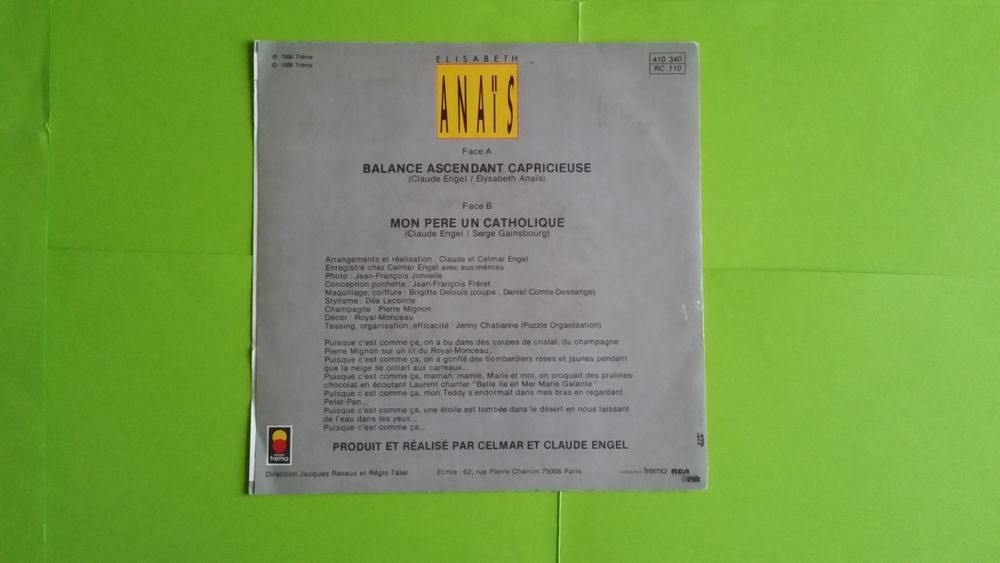 ℗ 1986 Tréma
© 1986 Tréma
410 340
RC 110
ELISABETH
ANAÏS
Face A
BALANCE ASCENDANT CAPRICIEUSE
(Claude Engel / Elysabeth Anaïs)
Face B
MON PERE UN CATHOLIQUE
(Claude Engel / Serge Gainsbourg)
Arrangements et réalisation : Claude et Celmar Engel
Enregistré chez Celmar Engel avec eux-mêmes
Photo : Jean-François Jonvelle
Conception pochette : Jean-François Fréret
Maquillage, coiffure : Brigitte Delouis (coupe : Daniel Comte-Dessange)
Stylisme : Déa Lecointe
Champagne : Pierre Mignon
Décor : Royal-Monceau
Teasing, organisation, efficacité : Jenny Chabanne (Puzzle Organisation)
Puisque c'est comme ça, on a bu dans des coupes de cristal, du champagne
Pierre Mignon sur un lit du Royal-Monceau...
Puisque c'est comme ça, on a gonflé des bombardiers roses et jaunes pendant
que la neige se collait aux carreaux...
Puisque c'est comme ça, maman, mamie, Marie et moi, on croquait des pralines-
chocolat en écoutant Laurent chanter "Belle Ile en Mer Marie Galante"
Puisque c'est comme ça, mon Teddy s'endormait dans mes bras en regardant
Peter-Pan...
Puisque c'est comme ça, une étoile est tombée dans le désert en nous laissant
de l'eau dans les yeux...
Puisque c'est comme ça...
PRODUIT ET RÉALISÉ PAR CELMAR ET CLAUDE ENGEL
trema
Direction Jacques Revaux et Régis Talar
Ecrire : 62, rue Pierre Charron 75008 Paris
trema RCA
ariola